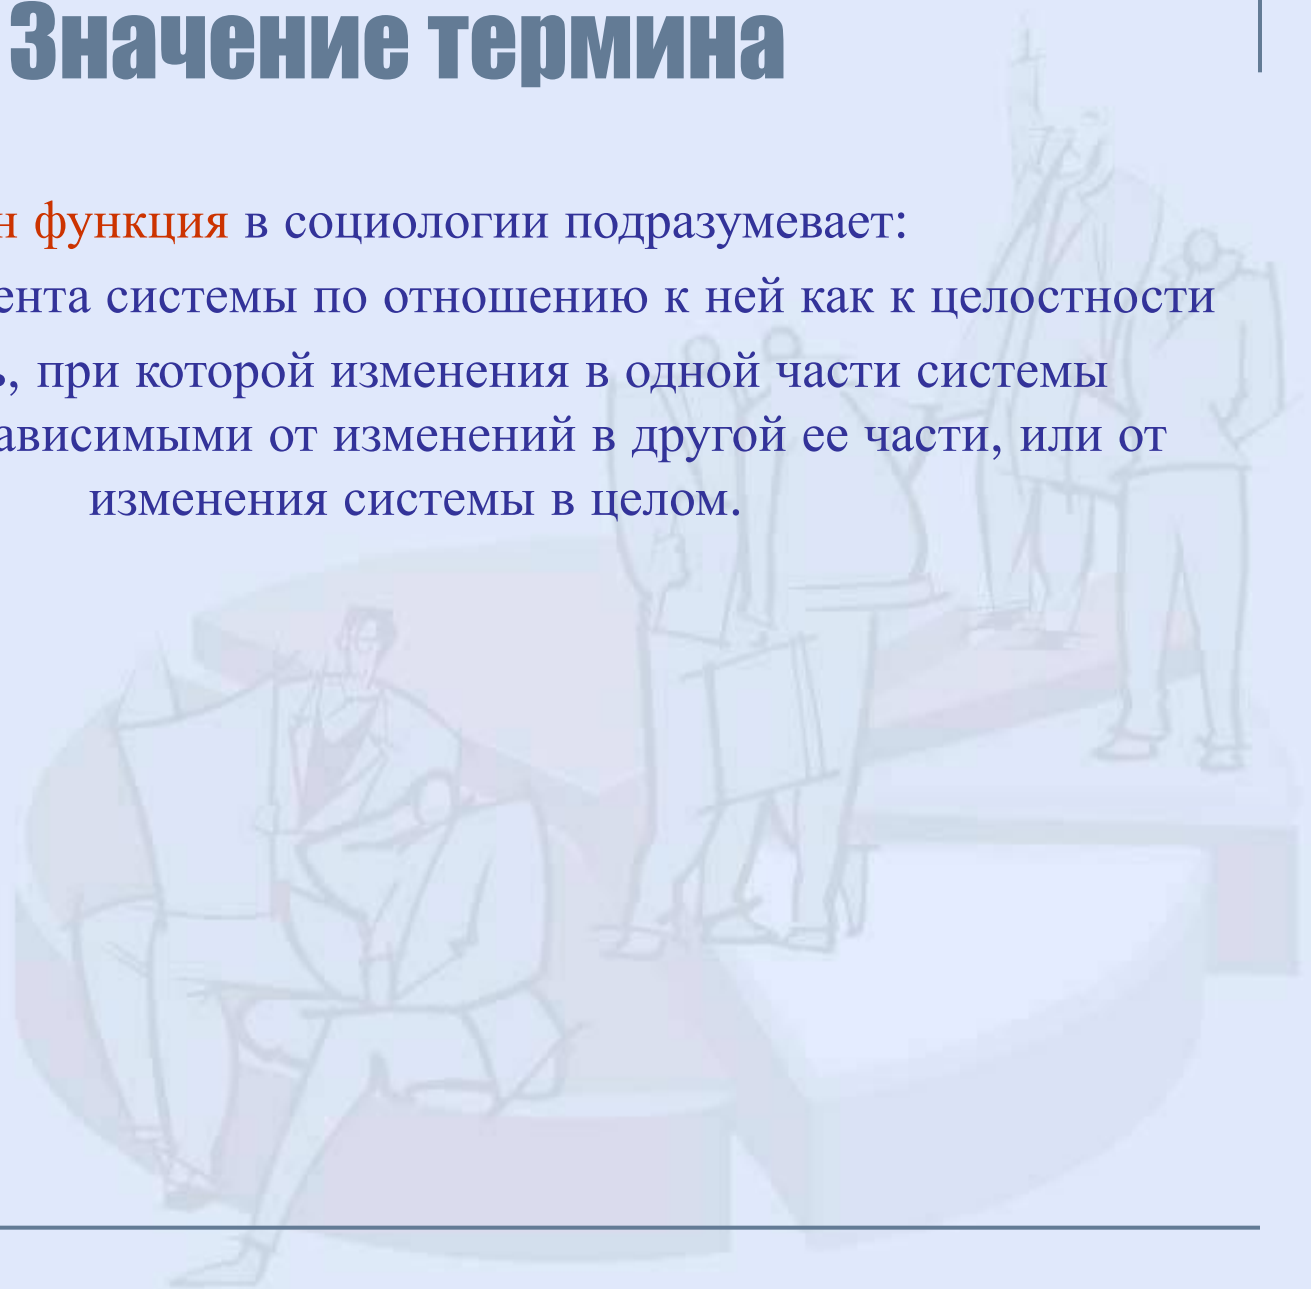 Значение термина
н функция в социологии подразумевает:
ента системы по отношению к ней как к целостности
ь, при которой изменения в одной части системы
ависимыми от изменений в другой ее части, или от
изменения системы в целом.